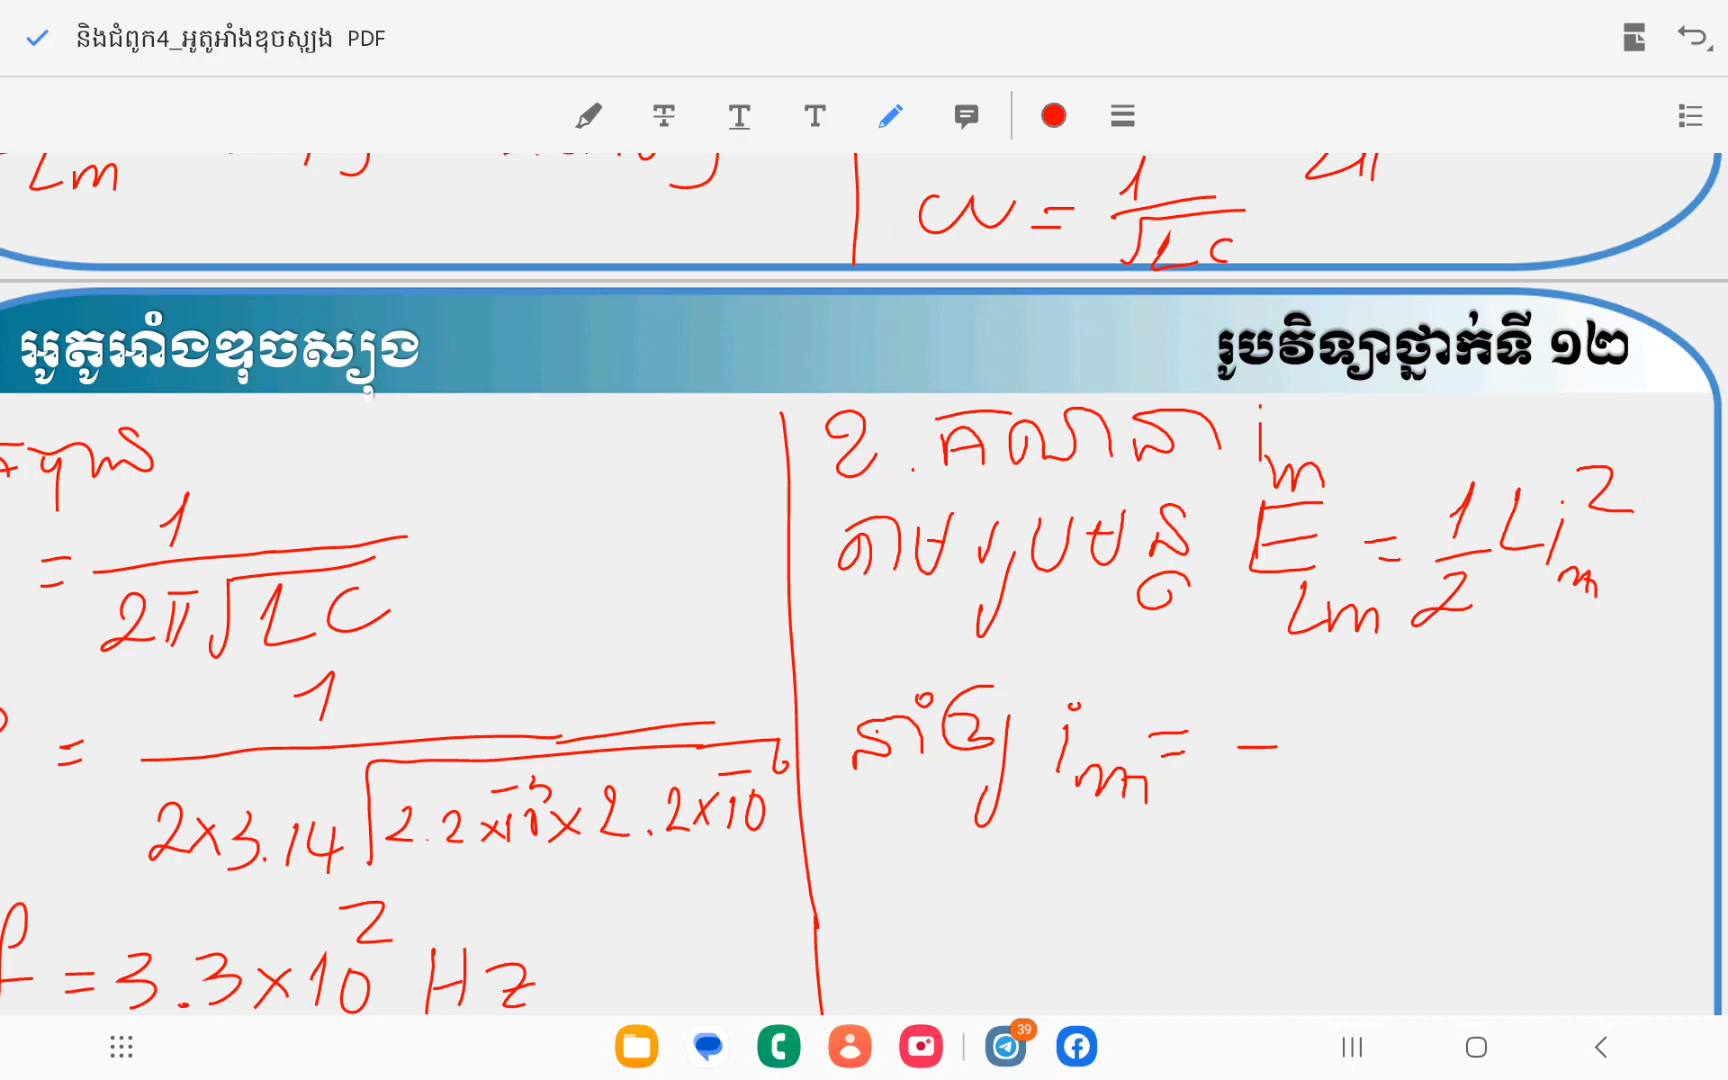 និងជំពូក4_អូតូអាំងឌុចស្យុង PDF
Lm
ω = 1/√LC
អូតូអាំងឌុចស្យុង
រូបវិទ្យាថ្នាក់ទី ១២
= 1/2π√LC
= 1/2×3.14√2.2×10⁻⁵×2.2×10⁻⁶
f = 3.3×10² Hz
2. គណនា iₘ
តាមរូបមន្ត E_Lm = 1/2 Liₘ²
នាំឲ្យ iₘ = –
39